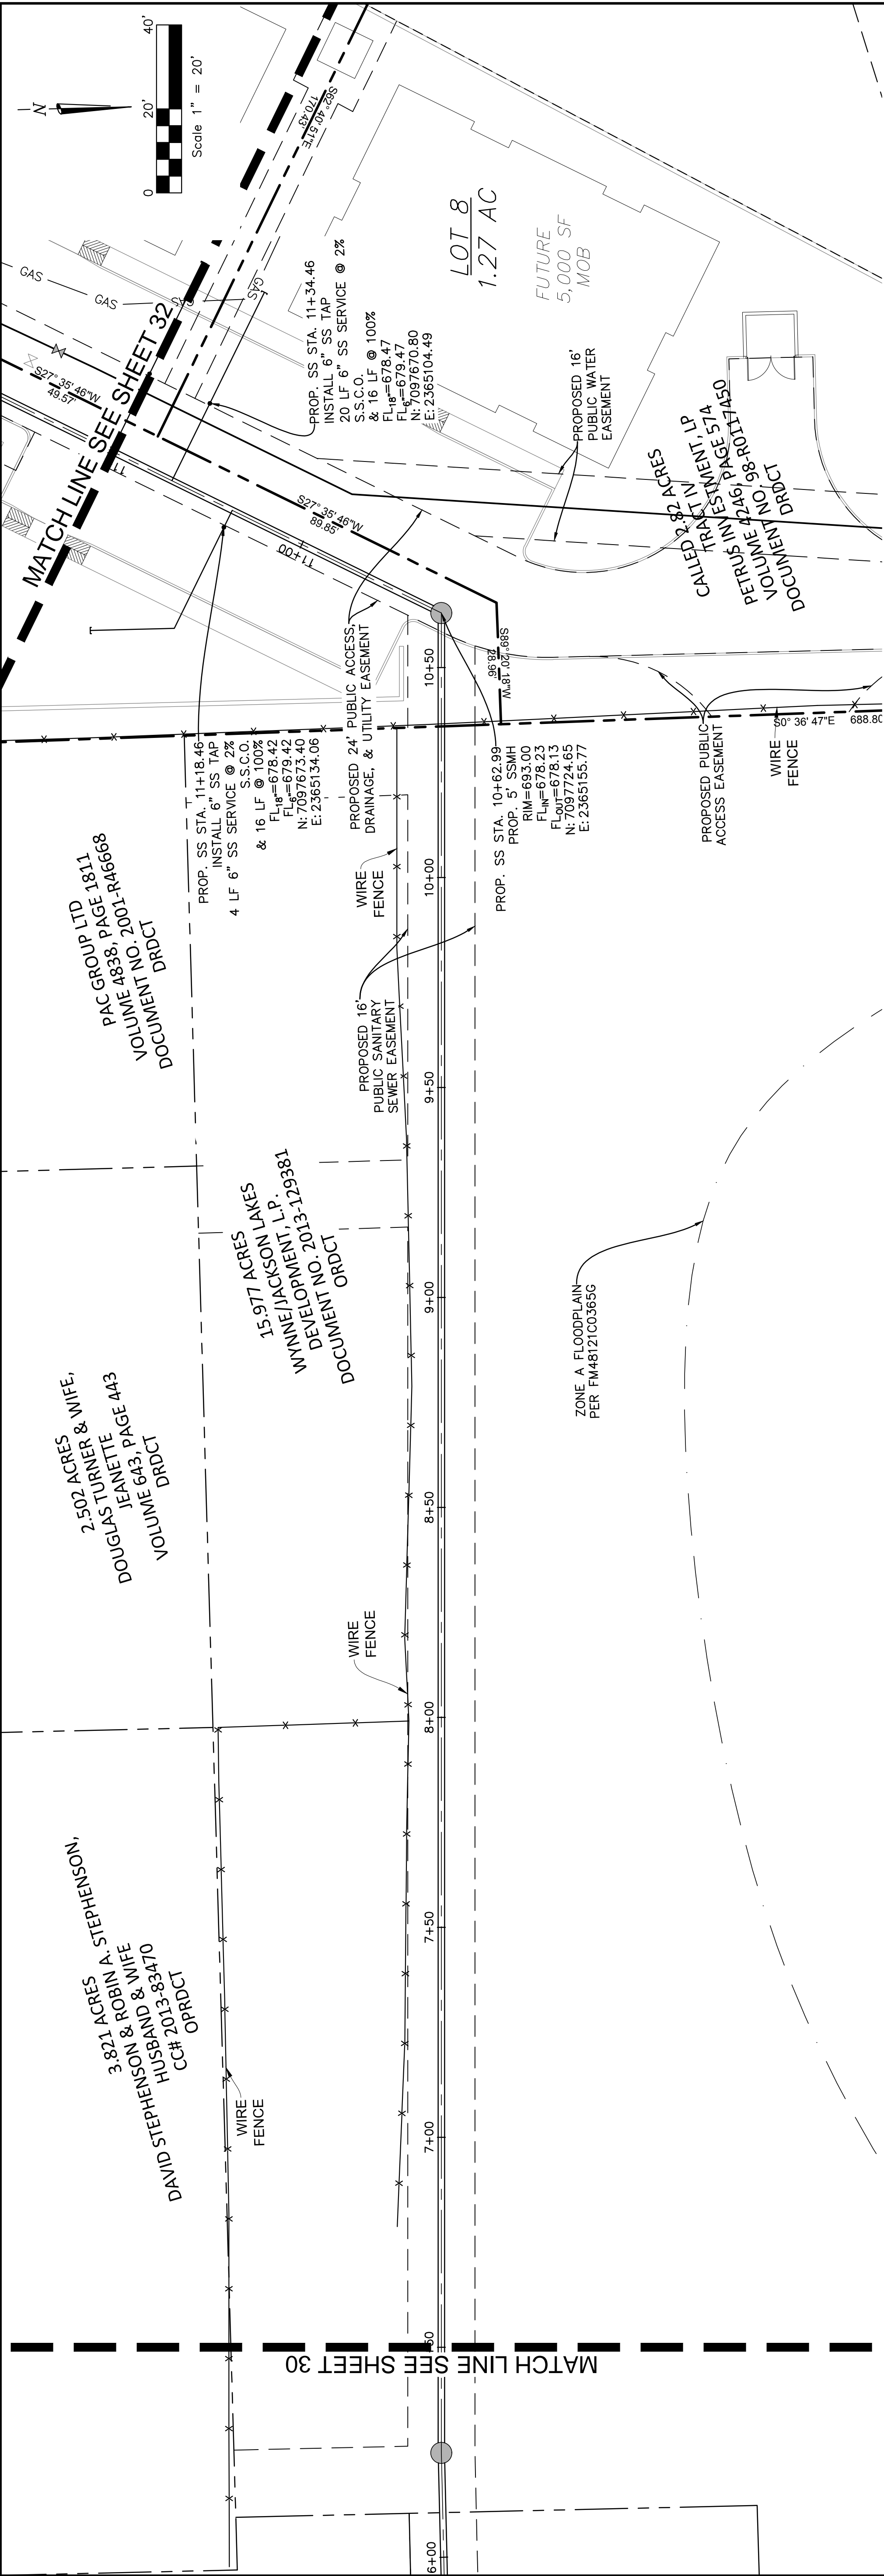 N
0
20'
40'
Scale 1" = 20'
MATCH LINE SEE SHEET 32
GAS
GAS
GAS
GAS
S27° 35' 46"W
49.57'
S62° 40' 51"E
170.43'
LOT 8
1.27 AC
FUTURE
5,000 SF
MOB
PROP. SS STA. 11+34.46
INSTALL 6" SS TAP
20 LF 6" SS SERVICE @ 2%
S.S.C.O.
& 16 LF @ 100%
FL18"=678.47
FL6"=679.47
N: 7097670.80
E: 2365104.49
PROPOSED 16'
PUBLIC WATER
EASEMENT
CALLED 2.82 ACRES
TRACT IV
PETRUS INVESTMENT, LP
VOLUME 4246, PAGE 574
DOCUMENT NO. 98-R0117450
DRDCT
11
S27° 35' 46"W
89.85'
11+00
PROPOSED 24' PUBLIC ACCESS,
DRAINAGE, & UTILITY EASEMENT
S89° 20' 18"W
28.96'
10+50
PROP. SS STA. 11+18.46
INSTALL 6" SS TAP
4 LF 6" SS SERVICE @ 2%
S.S.C.O.
& 16 LF @ 100%
FL18"=678.42
FL6"=679.42
N: 7097673.40
E: 2365134.06
PROP. SS STA. 10+62.99
PROP. 5' SSMH
RIM=693.00
FLIN=678.23
FLOUT=678.13
N: 7097724.65
E: 2365155.77
PROPOSED PUBLIC
ACCESS EASEMENT
WIRE
FENCE
S0° 36' 47"E
688.80
PAC GROUP LTD
VOLUME 4838, PAGE 1811
DOCUMENT NO. 2001-R46668
DRDCT
WIRE
FENCE
10+00
PROPOSED 16'
PUBLIC SANITARY
SEWER EASEMENT
9+50
15.977 ACRES
WYNNE/JACKSON LAKES
DEVELOPMENT, L.P.
DOCUMENT NO. 2013-129381
ORDCT
9+00
ZONE A FLOODPLAIN
PER FM48121C0365G
2.502 ACRES
DOUGLAS TURNER & WIFE,
JEANETTE
VOLUME 643, PAGE 443
DRDCT
8+50
WIRE
FENCE
8+00
3.821 ACRES
DAVID STEPHENSON & ROBIN A. STEPHENSON,
HUSBAND & WIFE
CC# 2013-83470
OPRDCT
7+50
WIRE
FENCE
7+00
50
MATCH LINE SEE SHEET 30
6+00